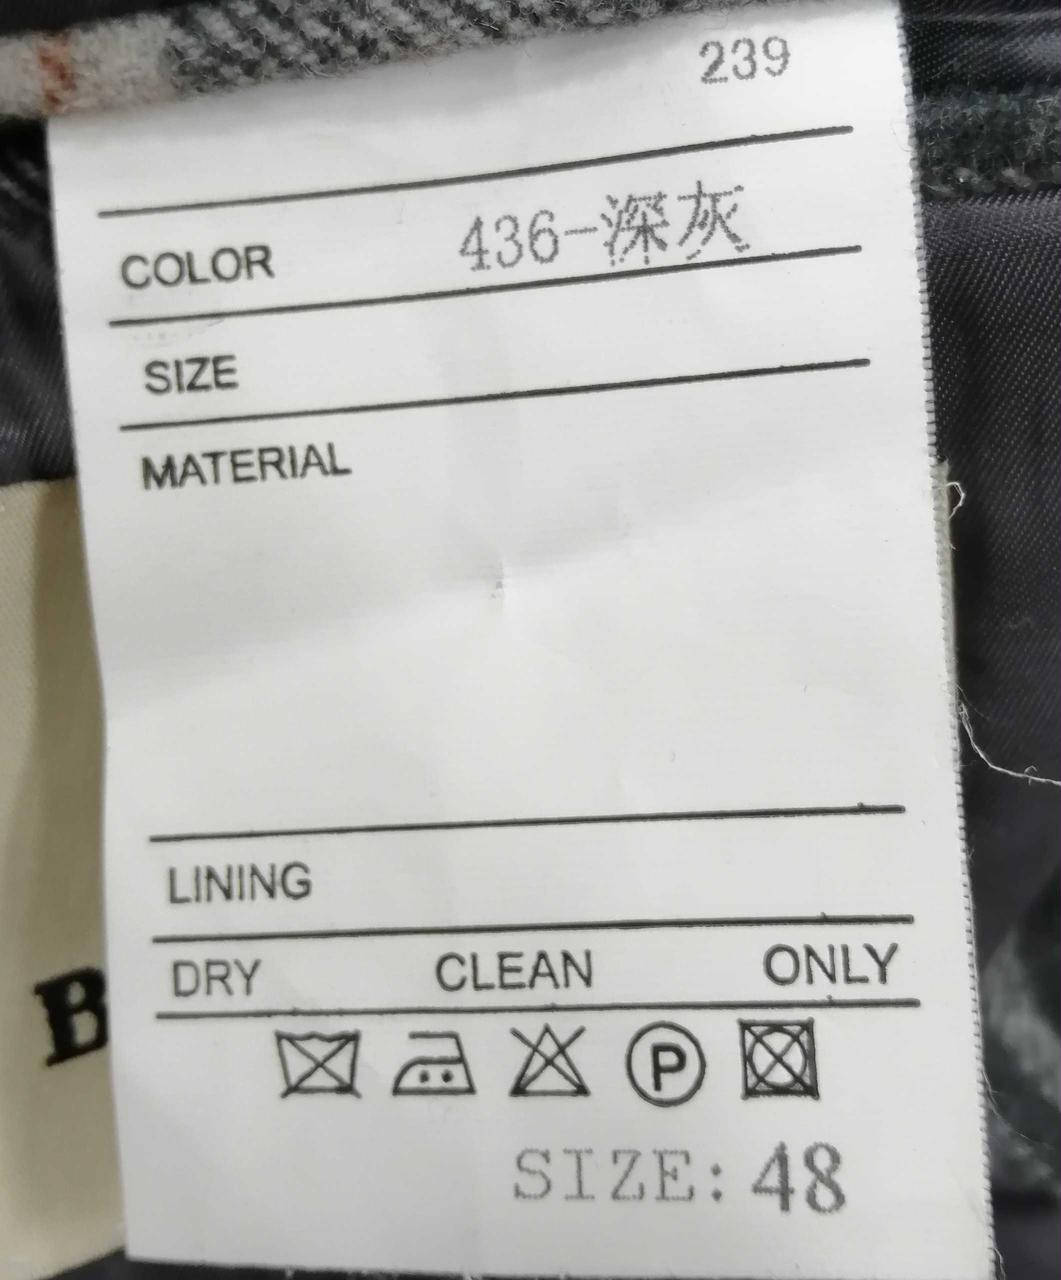 239
COLOR 436-深灰
SIZE
MATERIAL
LINING
DRY CLEAN ONLY
P
SIZE: 48
B